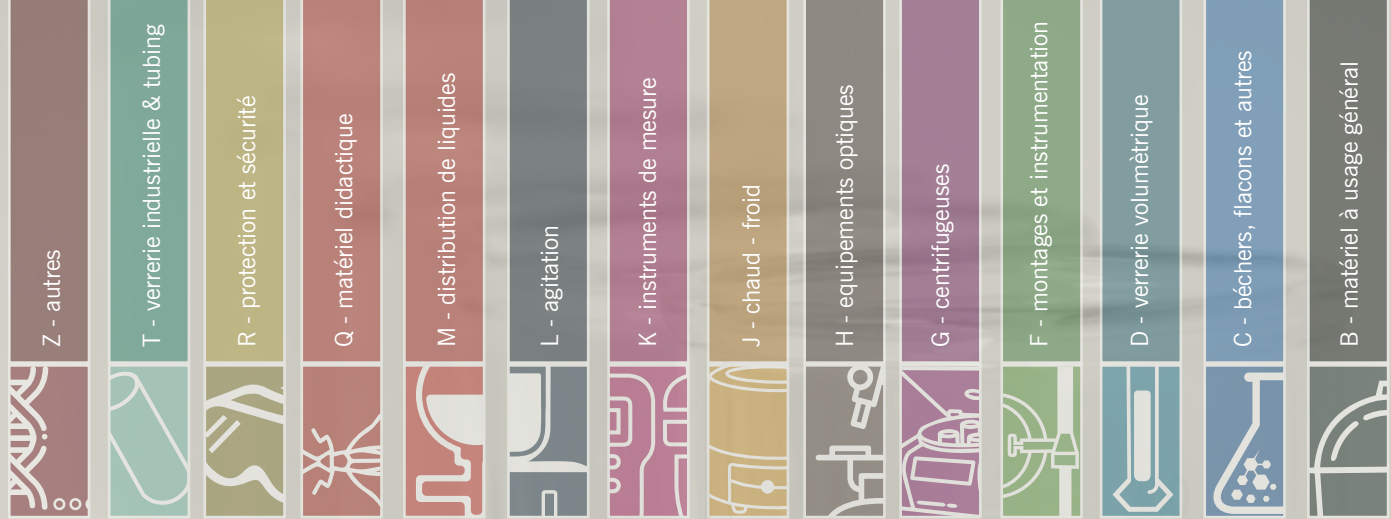 Z - autres
T - verrerie industrielle & tubing
R - protection et sécurité
Q - matériel didactique
M - distribution de liquides
L - agitation
K - instruments de mesure
J - chaud - froid
H - equipements optiques
G - centrifugeuses
F - montages et instrumentation
D - verrerie volumètrique
C - béchers, flacons et autres
B - matériel à usage général